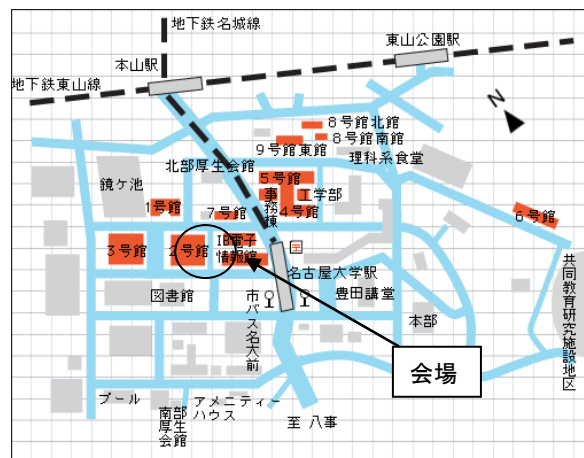 地下鉄名城線
本山駅
東山公園駅
地下鉄東山線
N
8号館北館
8号館南館
9号館東館
理科系食堂
北部厚生会館
5号館
鏡ヶ池
事務棟
工学部
4号館
1号館
7号館
6号館
3号館
2号館
IB電子
情報館
〒
名古屋大学駅
図書館
市バス名大前
豊田講堂
本部
共同教育研究施設地区
会場
プール
アメニティー
ハウス
南部
厚生
会館
至 八事